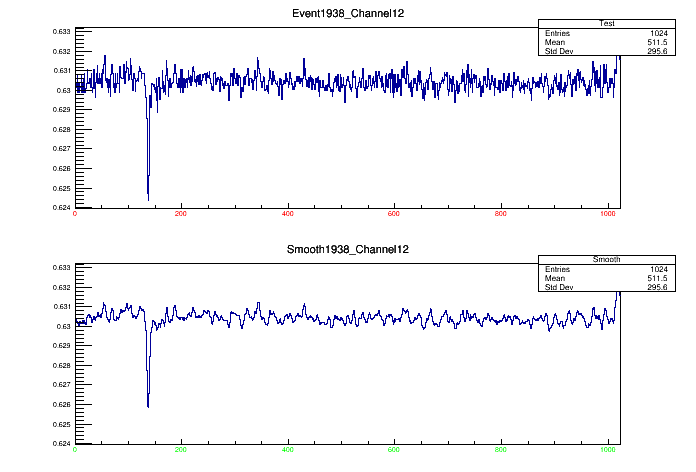 Event1938_Channel12
Test
Entries 1024
Mean 511.5
Std Dev 295.6
0.633
0.632
0.631
0.63
0.629
0.628
0.627
0.626
0.625
0.624
0 200 400 600 800 1000
Smooth1938_Channel12
Smooth
Entries 1024
Mean 511.5
Std Dev 295.6
0.633
0.632
0.631
0.63
0.629
0.628
0.627
0.626
0.625
0.624
0 200 400 600 800 1000